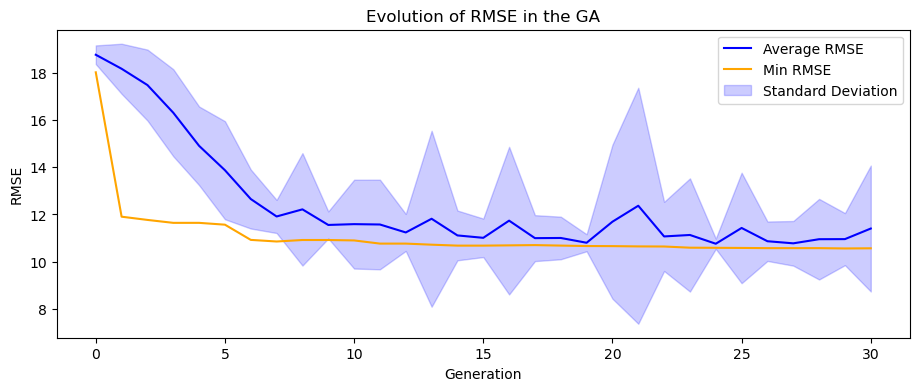 Evolution of RMSE in the GA
Average RMSE
Min RMSE
Standard Deviation
RMSE
18
16
14
12
10
8
0 5 10 15 20 25 30
Generation